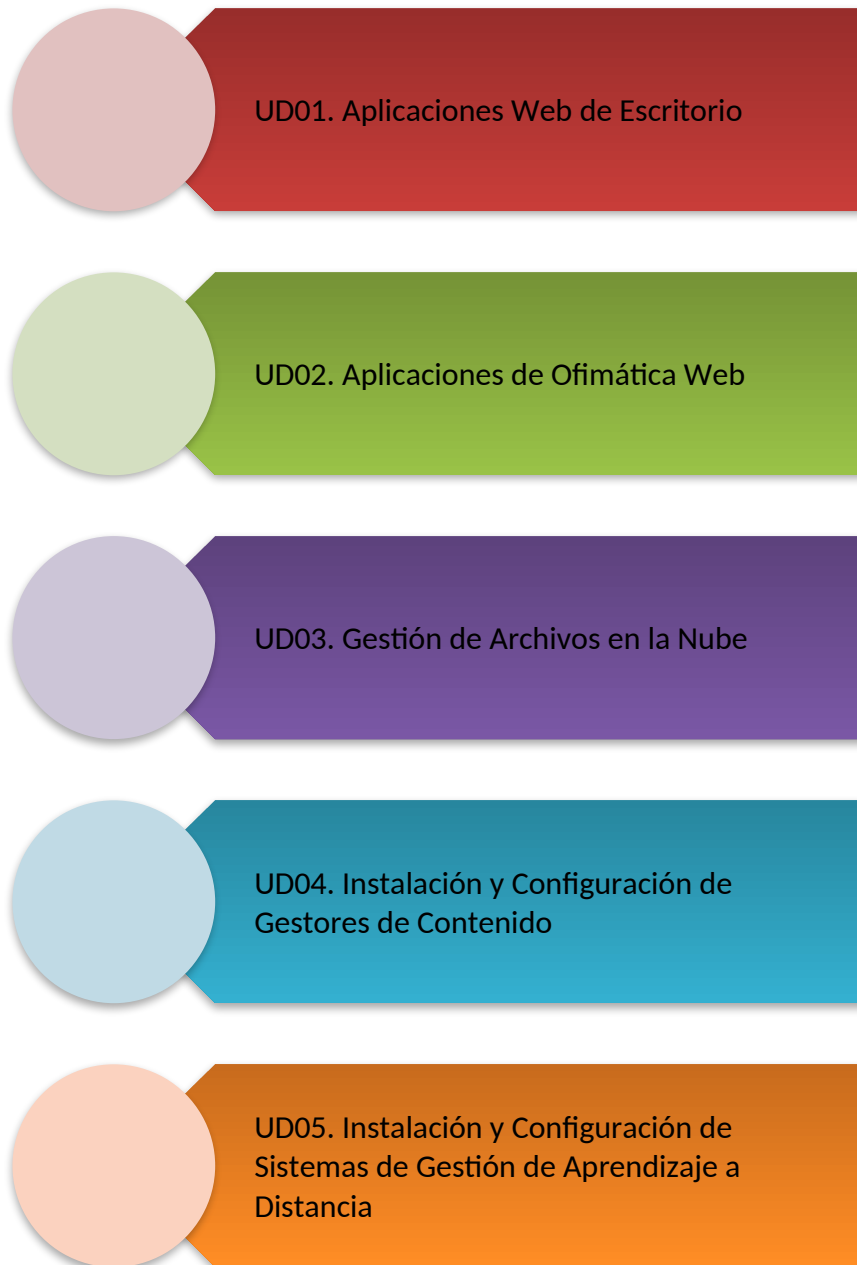 UD01. Aplicaciones Web de Escritorio
UD02. Aplicaciones de Ofimática Web
UD03. Gestión de Archivos en la Nube
UD04. Instalación y Configuración de
Gestores de Contenido
UD05. Instalación y Configuración de
Sistemas de Gestión de Aprendizaje a
Distancia